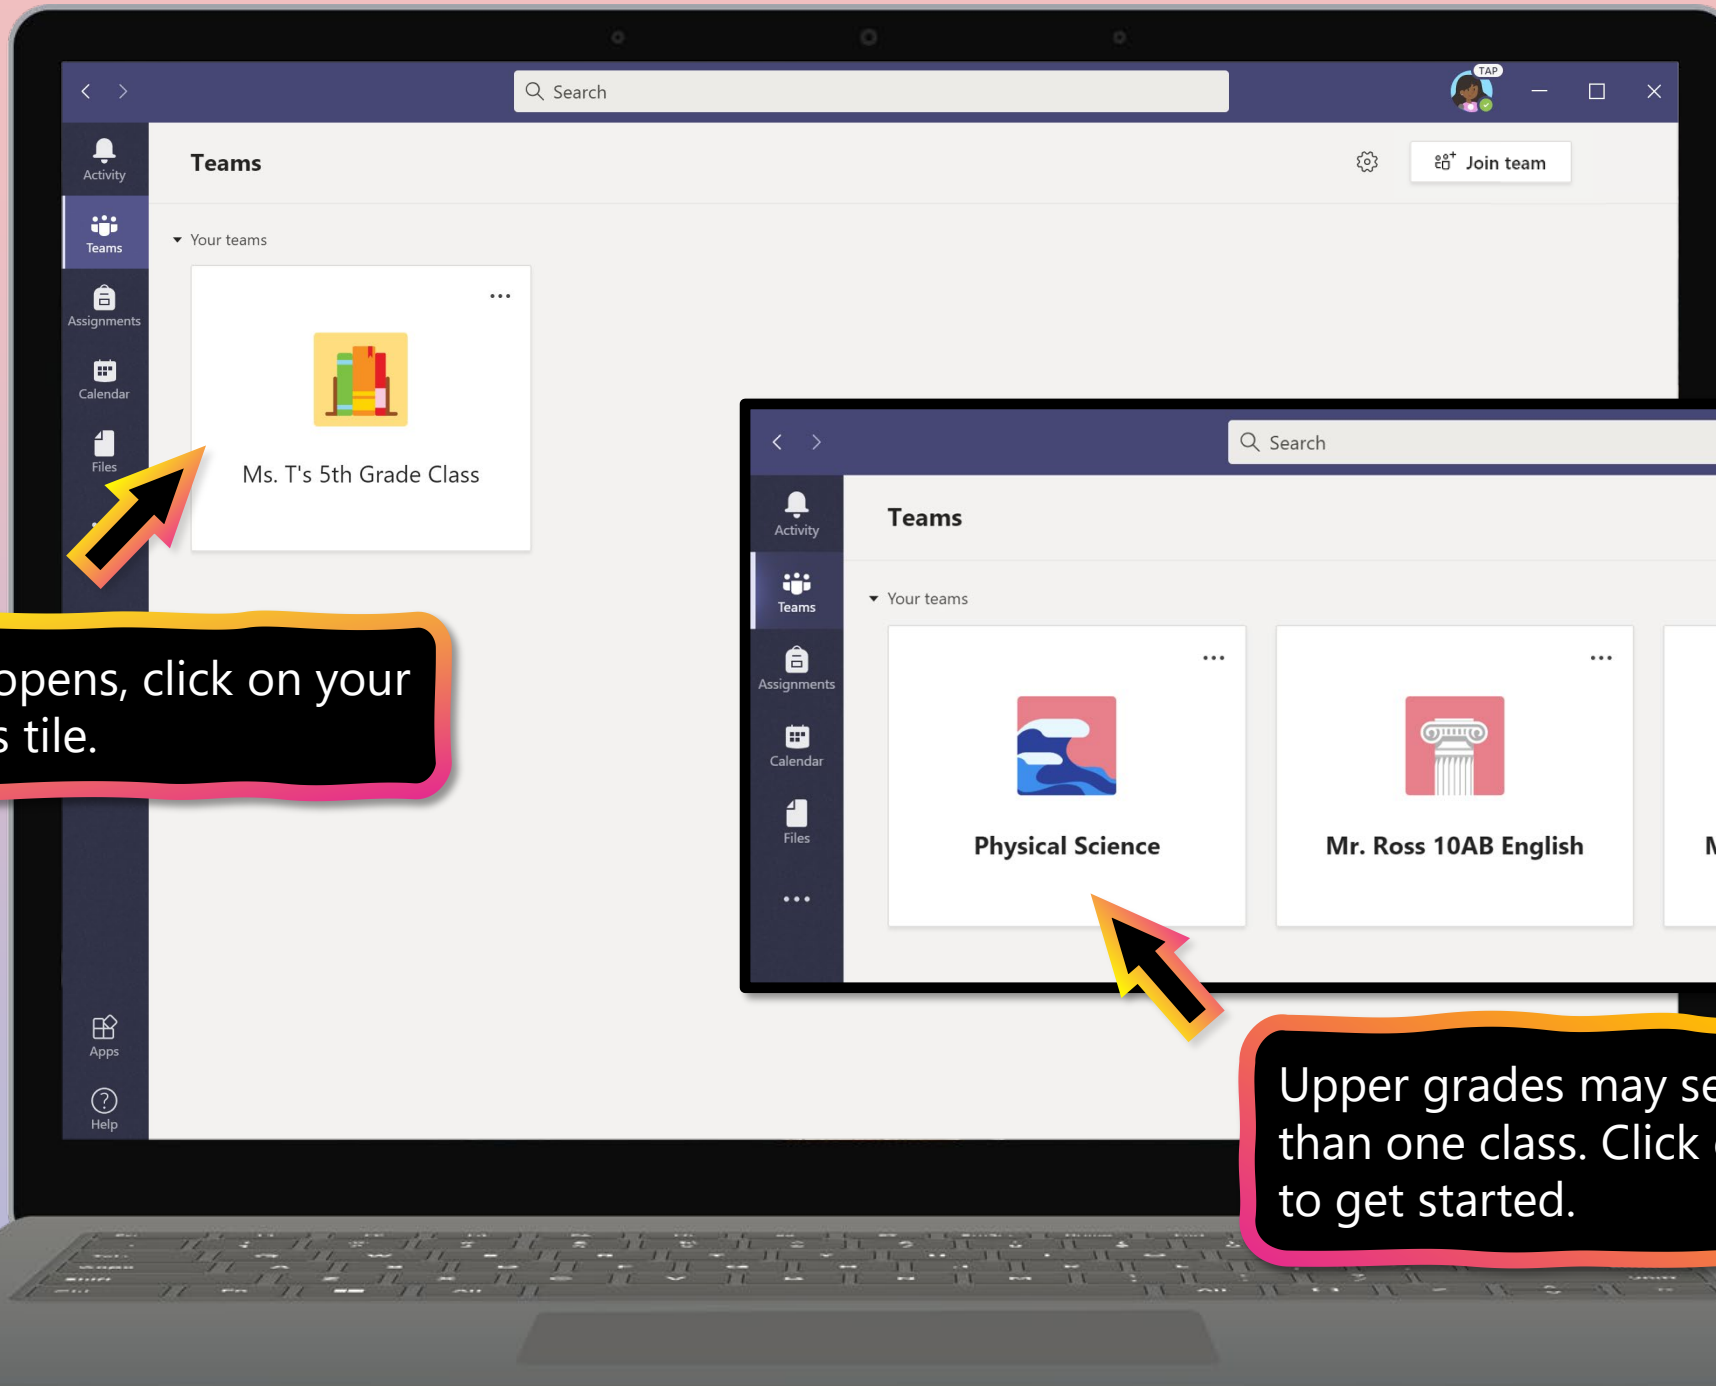 Search
TAP
Activity
Teams
Join team
Teams
Your teams
Assignments
Calendar
Files
Ms. T's 5th Grade Class
opens, click on your
tile.
Apps
Help
Search
Activity
Teams
Teams
Your teams
Assignments
Calendar
Files
Physical Science
Mr. Ross 10AB English
Upper grades may
than one class. Click
to get started.